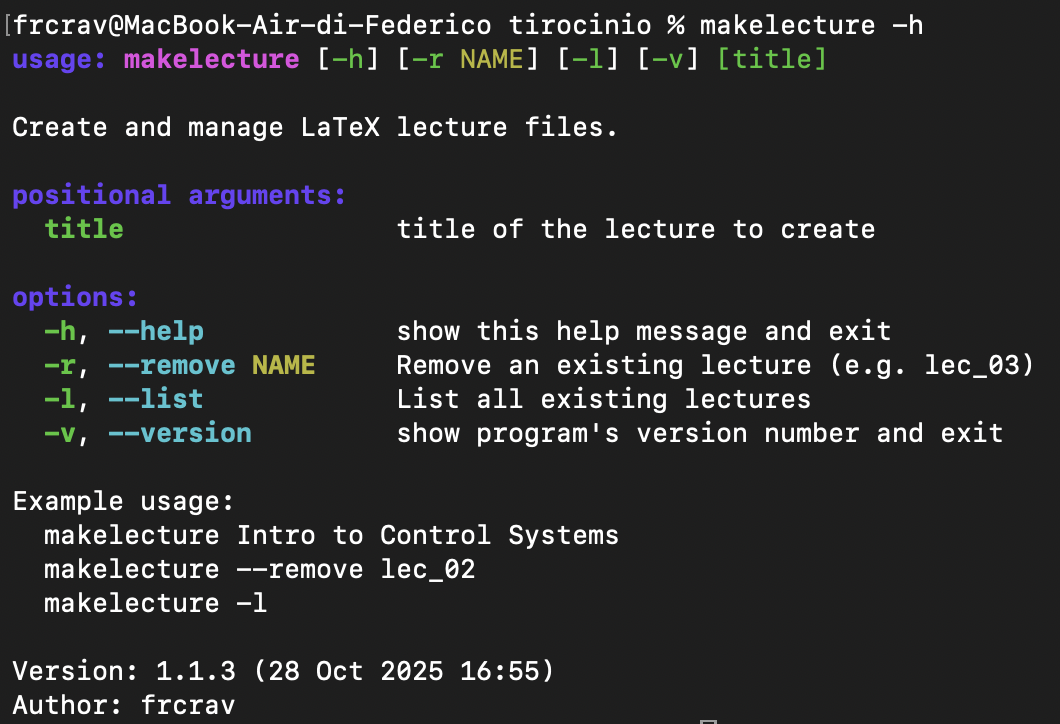 [frcrav@MacBook-Air-di-Federico tirocinio % makelecture -h
usage: makelecture [-h] [-r NAME] [-l] [-v] [title]

Create and manage LaTeX lecture files.

positional arguments:
  title                 title of the lecture to create

options:
  -h, --help            show this help message and exit
  -r, --remove NAME     Remove an existing lecture (e.g. lec_03)
  -l, --list            List all existing lectures
  -v, --version         show program's version number and exit

Example usage:
  makelecture Intro to Control Systems
  makelecture --remove lec_02
  makelecture -l

Version: 1.1.3 (28 Oct 2025 16:55)
Author: frcrav